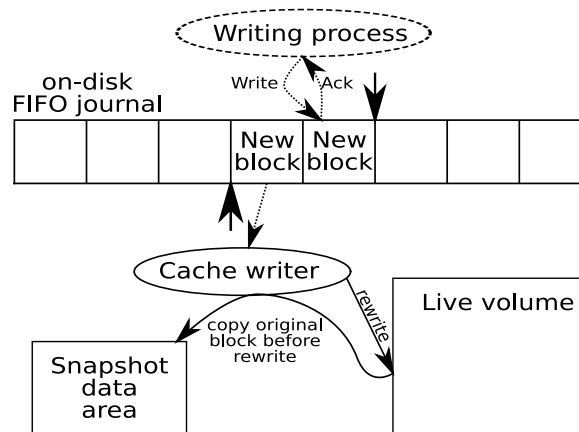 Writing process
on-disk
FIFO journal
Write
Ack
New
block
New
block
Cache writer
rewrite
copy original
block before
rewrite
Live volume
Snapshot
data
area